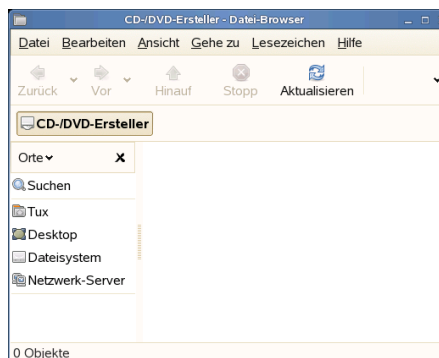 CD-/DVD-Ersteller - Datei-Browser
Datei Bearbeiten Ansicht Gehe zu Lesezeichen Hilfe
Zurück Vor Hinauf Stopp Aktualisieren
CD-/DVD-Ersteller
Orte
Suchen
Tux
Desktop
Dateisystem
Netzwerk-Server
0 Objekte